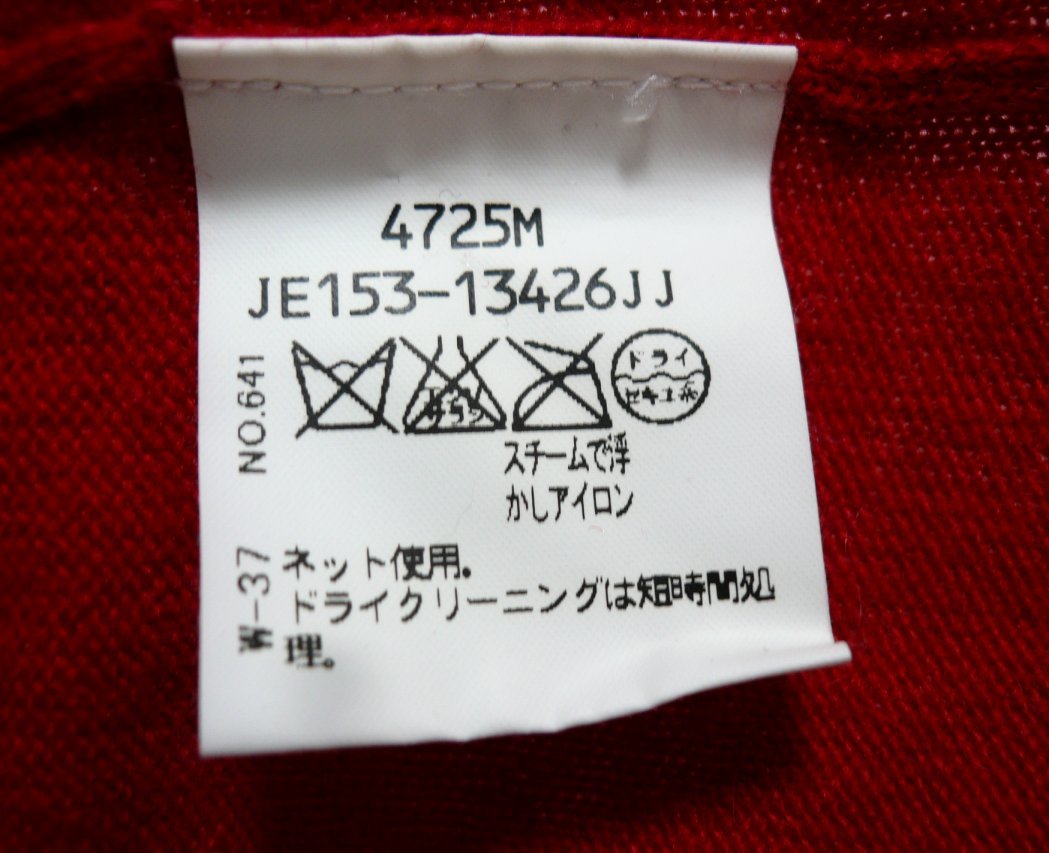 4725M
JE153-13426JJ
NO.641
ドライ
セキユ系
スチームで浮
かしアイロン
W-37
ネット使用。
ドライクリーニングは短時間処
理。